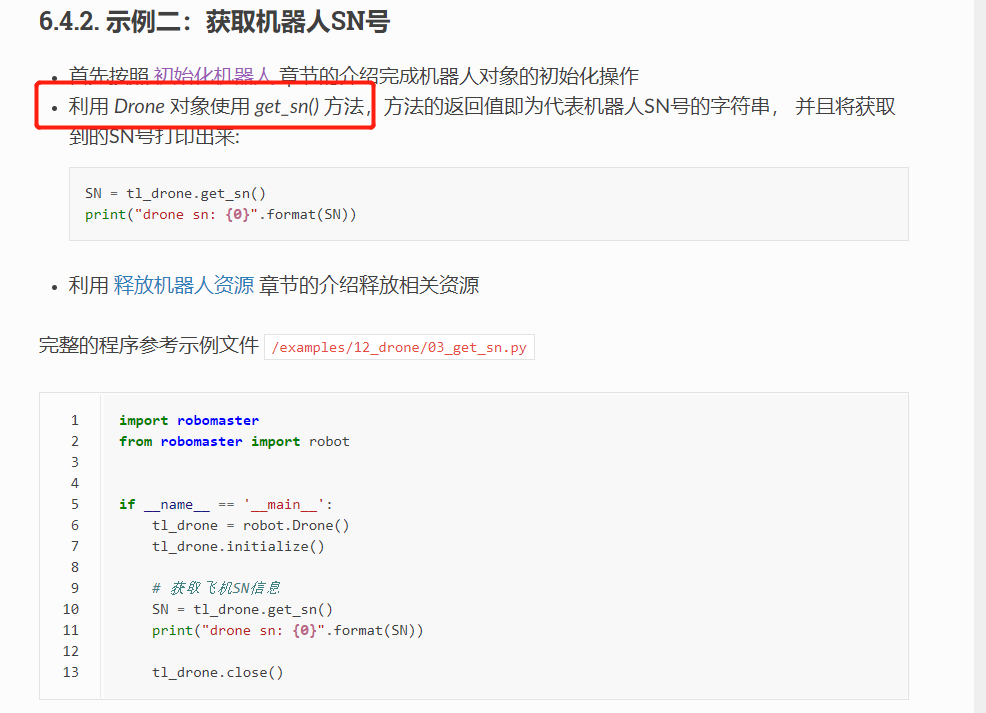 6.4.2. 示例二：获取机器人SN号
• 首先按照 初始化机器人 章节的介绍完成机器人对象的初始化操作
• 利用 Drone 对象使用 get_sn() 方法，方法的返回值即为代表机器人SN号的字符串， 并且将获取
到的SN号打印出来:
SN = tl_drone.get_sn()
print("drone sn: {0}".format(SN))
• 利用 释放机器人资源 章节的介绍释放相关资源
完整的程序参考示例文件 /examples/12_drone/03_get_sn.py
1 import robomaster
2 from robomaster import robot
3
4
5 if __name__ == '__main__':
6     tl_drone = robot.Drone()
7     tl_drone.initialize()
8
9     # 获取飞机SN信息
10     SN = tl_drone.get_sn()
11     print("drone sn: {0}".format(SN))
12
13     tl_drone.close()